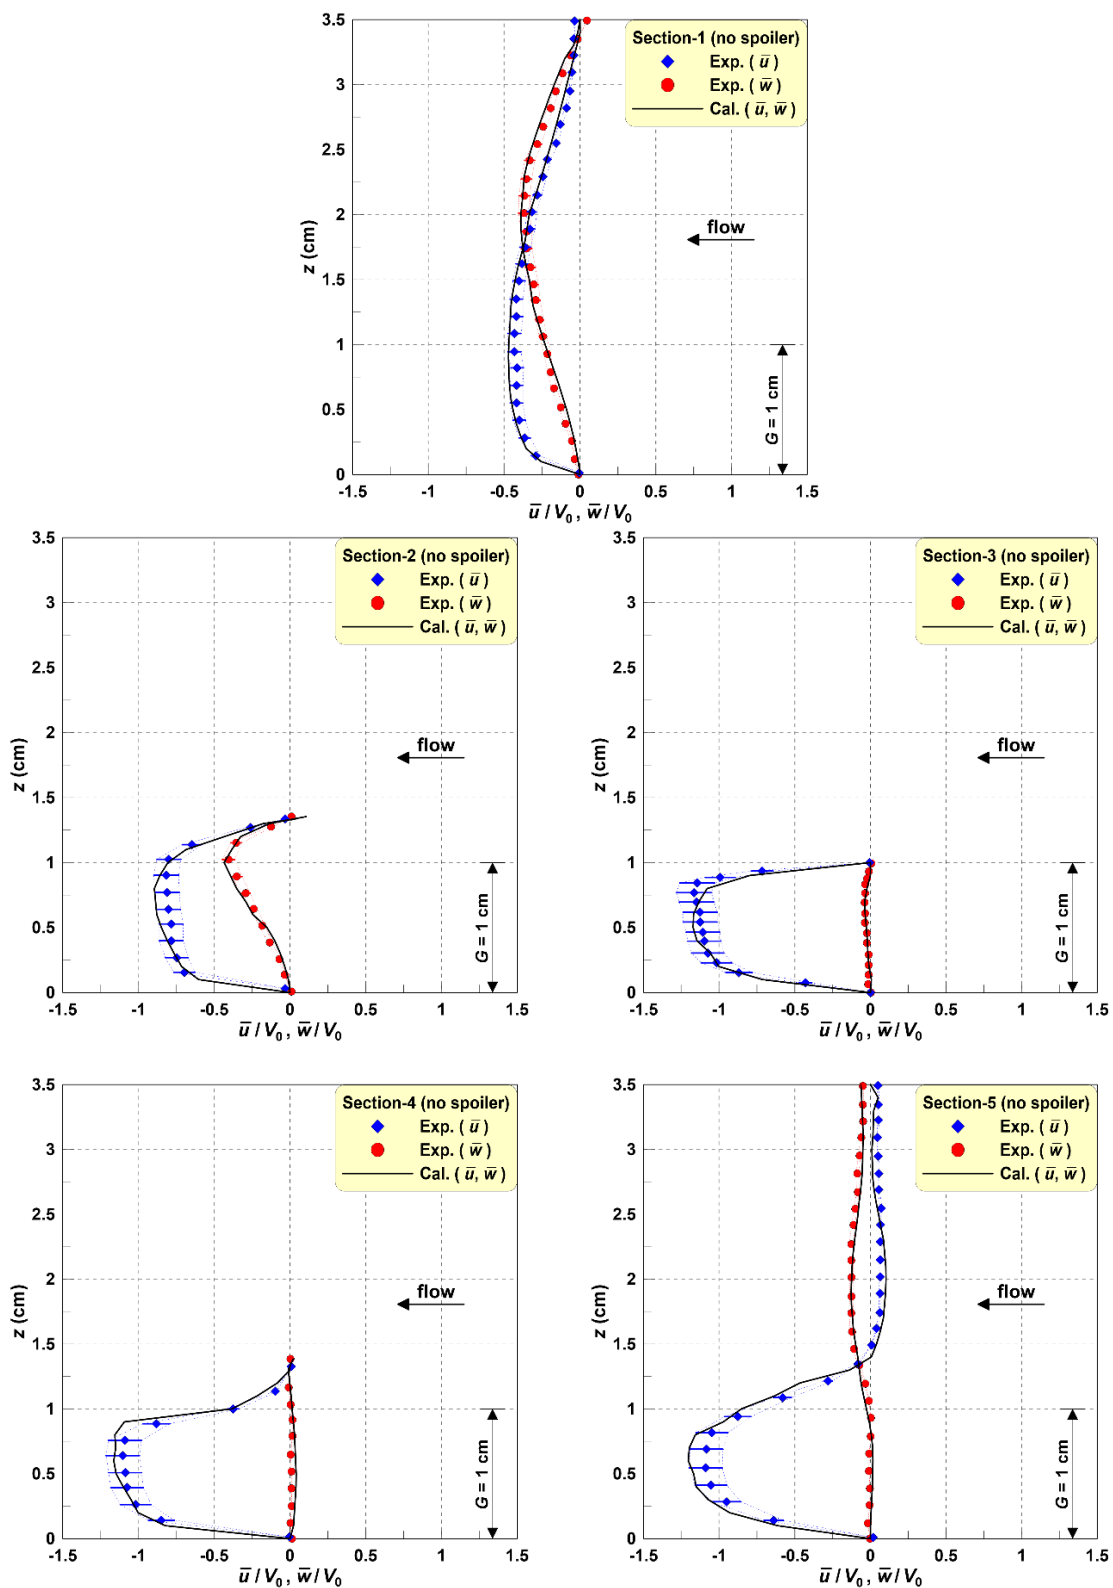 3.5
3
2.5
2
1.5
1
0.5
0
z (cm)
Section-1 (no spoiler)
Exp. ( u̅ )
Exp. ( w̅ )
Cal. ( u̅, w̅ )
flow
G = 1 cm
-1.5 -1 -0.5 0 0.5 1 1.5
u̅ / V₀ , w̅ / V₀
3.5
3
2.5
2
1.5
1
0.5
0
z (cm)
Section-2 (no spoiler)
Exp. ( u̅ )
Exp. ( w̅ )
Cal. ( u̅, w̅ )
flow
G = 1 cm
-1.5 -1 -0.5 0 0.5 1 1.5
u̅ / V₀ , w̅ / V₀
3.5
3
2.5
2
1.5
1
0.5
0
z (cm)
Section-3 (no spoiler)
Exp. ( u̅ )
Exp. ( w̅ )
Cal. ( u̅, w̅ )
flow
G = 1 cm
-1.5 -1 -0.5 0 0.5 1 1.5
u̅ / V₀ , w̅ / V₀
3.5
3
2.5
2
1.5
1
0.5
0
z (cm)
Section-4 (no spoiler)
Exp. ( u̅ )
Exp. ( w̅ )
Cal. ( u̅, w̅ )
flow
G = 1 cm
-1.5 -1 -0.5 0 0.5 1 1.5
u̅ / V₀ , w̅ / V₀
3.5
3
2.5
2
1.5
1
0.5
0
z (cm)
Section-5 (no spoiler)
Exp. ( u̅ )
Exp. ( w̅ )
Cal. ( u̅, w̅ )
flow
G = 1 cm
-1.5 -1 -0.5 0 0.5 1 1.5
u̅ / V₀ , w̅ / V₀